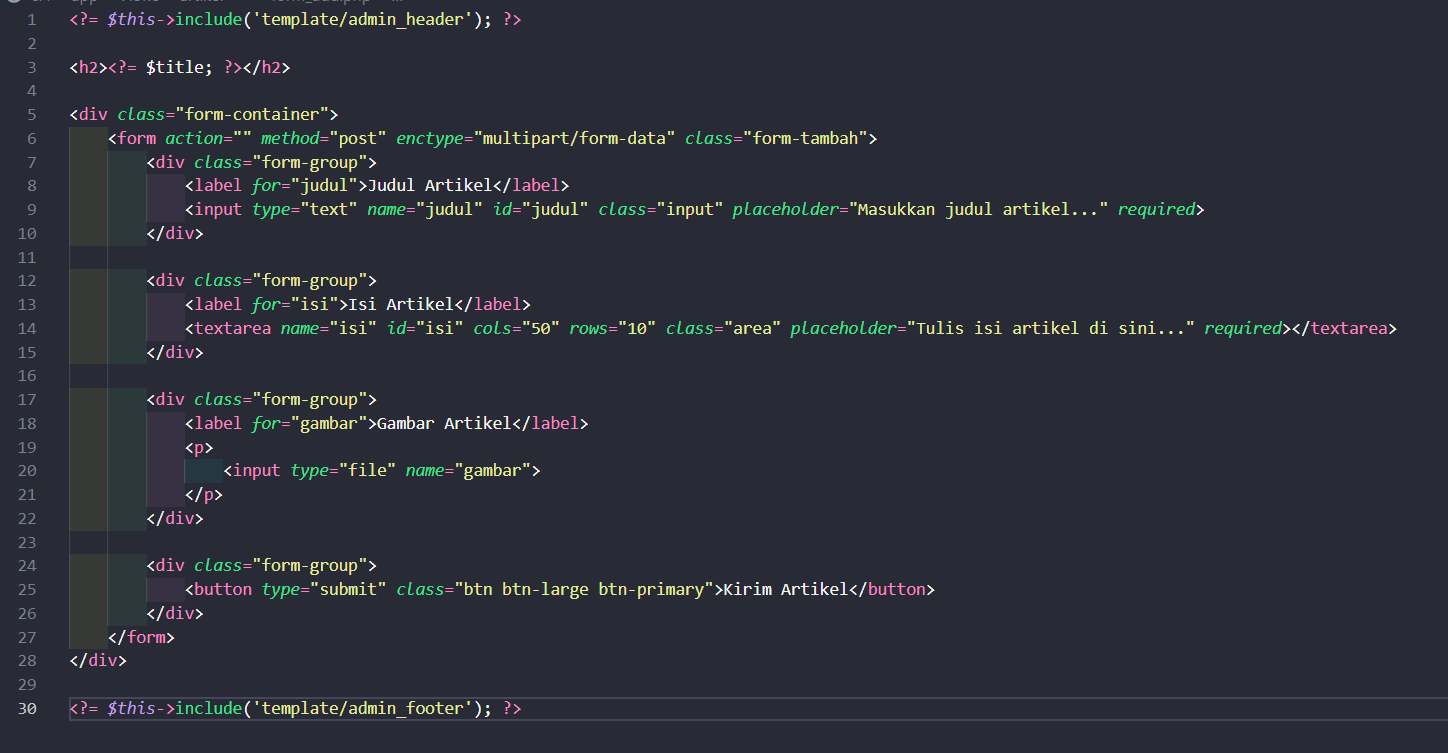 1 <?= $this->include('template/admin_header'); ?>
2
3 <h2><?= $title; ?></h2>
4
5 <div class="form-container">
6     <form action="" method="post" enctype="multipart/form-data" class="form-tambah">
7         <div class="form-group">
8             <label for="judul">Judul Artikel</label>
9             <input type="text" name="judul" id="judul" class="input" placeholder="Masukkan judul artikel..." required>
10         </div>
11
12         <div class="form-group">
13             <label for="isi">Isi Artikel</label>
14             <textarea name="isi" id="isi" cols="50" rows="10" class="area" placeholder="Tulis isi artikel di sini..." required></textarea>
15         </div>
16
17         <div class="form-group">
18             <label for="gambar">Gambar Artikel</label>
19             <p>
20                 <input type="file" name="gambar">
21             </p>
22         </div>
23
24         <div class="form-group">
25             <button type="submit" class="btn btn-large btn-primary">Kirim Artikel</button>
26         </div>
27     </form>
28 </div>
29
30 <?= $this->include('template/admin_footer'); ?>